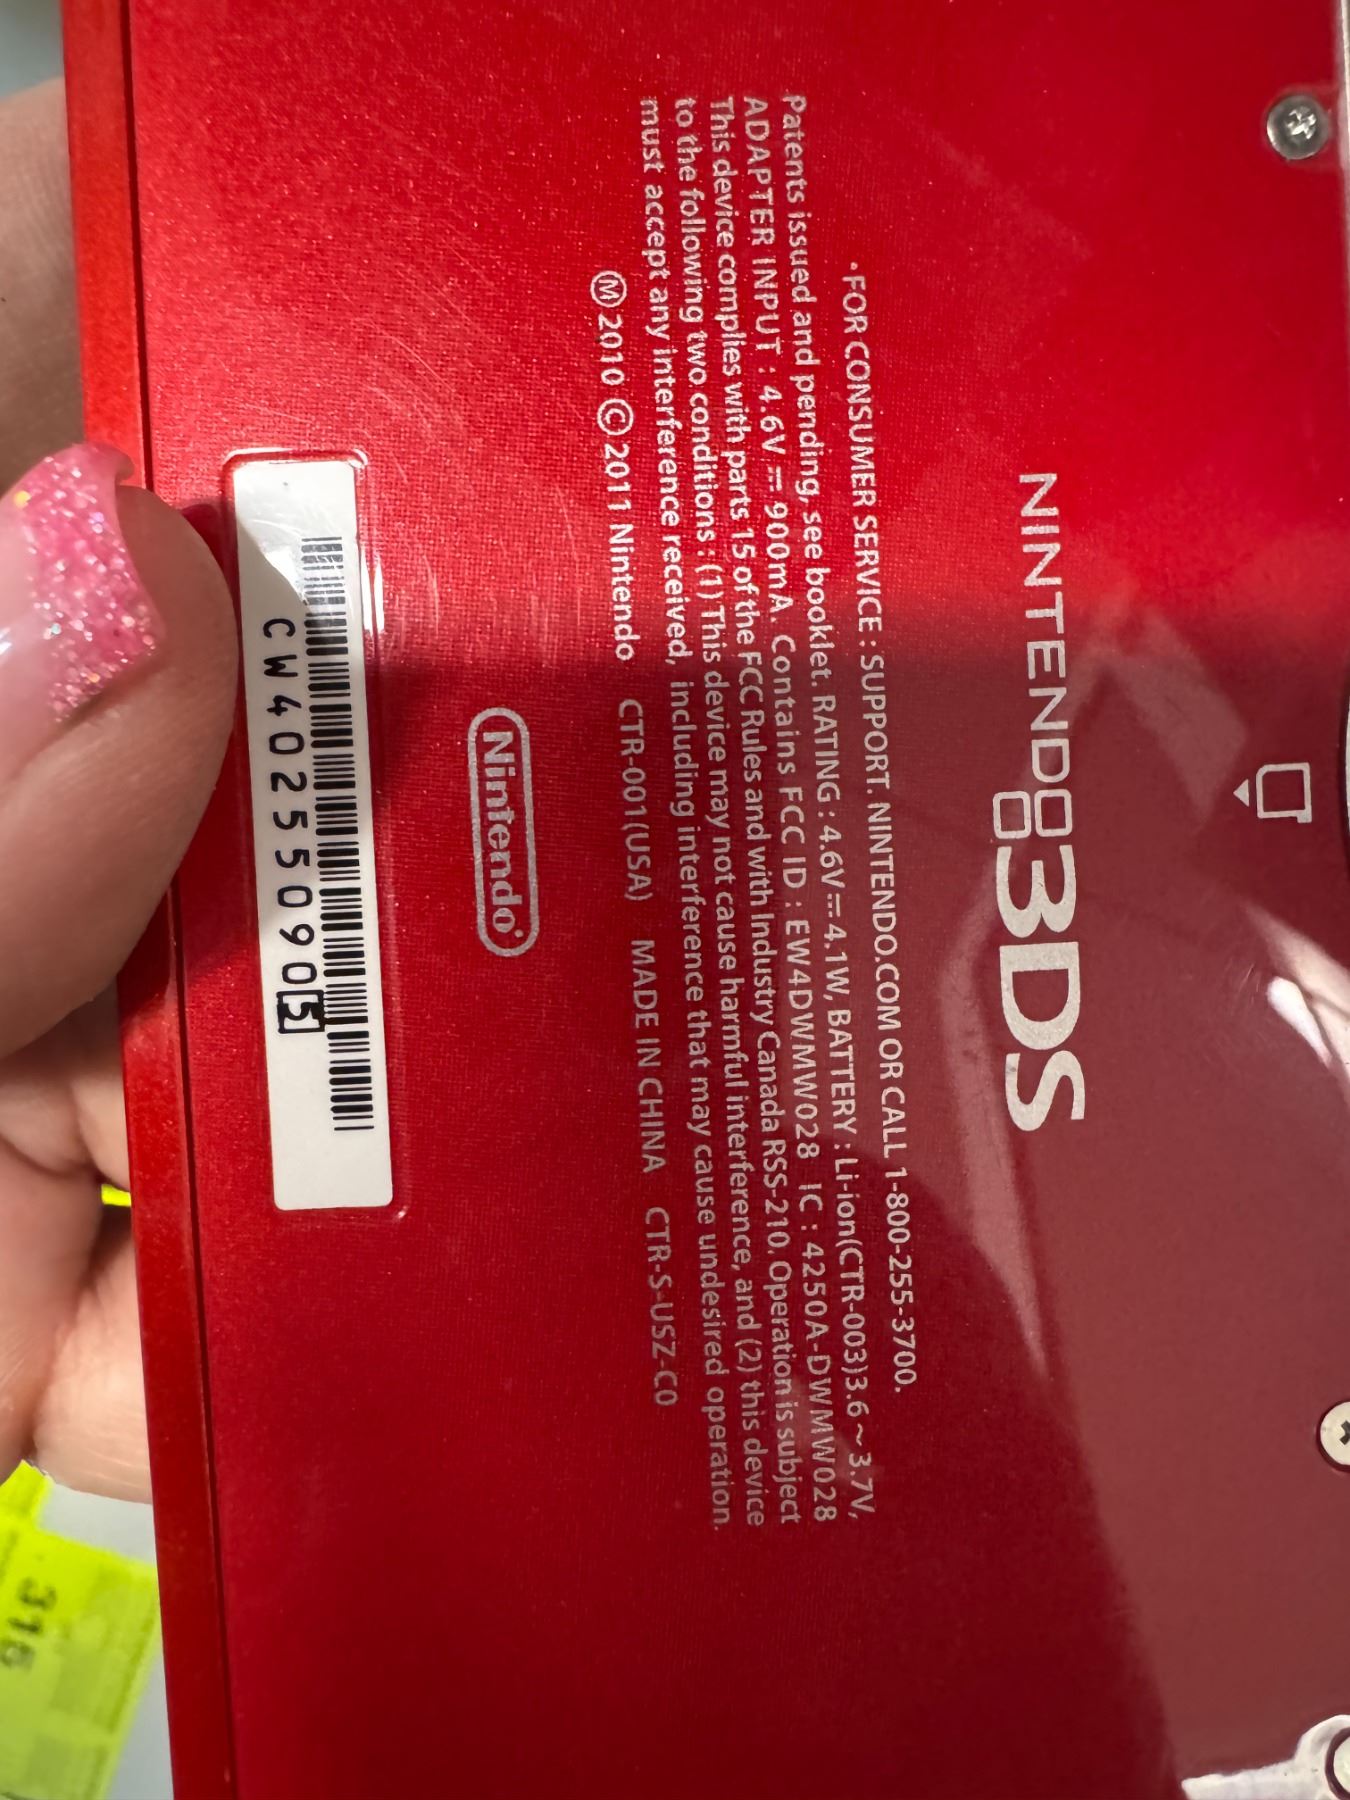 NINTENDO 3DS
·FOR CONSUMER SERVICE : SUPPORT. NINTENDO.COM OR CALL 1-800-255-3700.
Patents issued and pending, see booklet. RATING : 4.6V⎓4.1W, BATTERY : Li-ion(CTR-003)3.6～3.7V,
ADAPTER INPUT : 4.6V⎓900mA. Contains FCC ID : EW4DWMW028 IC : 4250A-DWMW028
This device complies with parts 15 of the FCC Rules and with Industry Canada RSS-210. Operation is subject
to the following two conditions : (1) This device may not cause harmful interference, and (2) this device
must accept any interference received, including interference that may cause undesired operation.
Ⓜ2010 Ⓒ2011 Nintendo CTR-001(USA) MADE IN CHINA CTR-S-USZ-C0
Nintendo
CW402550905
316